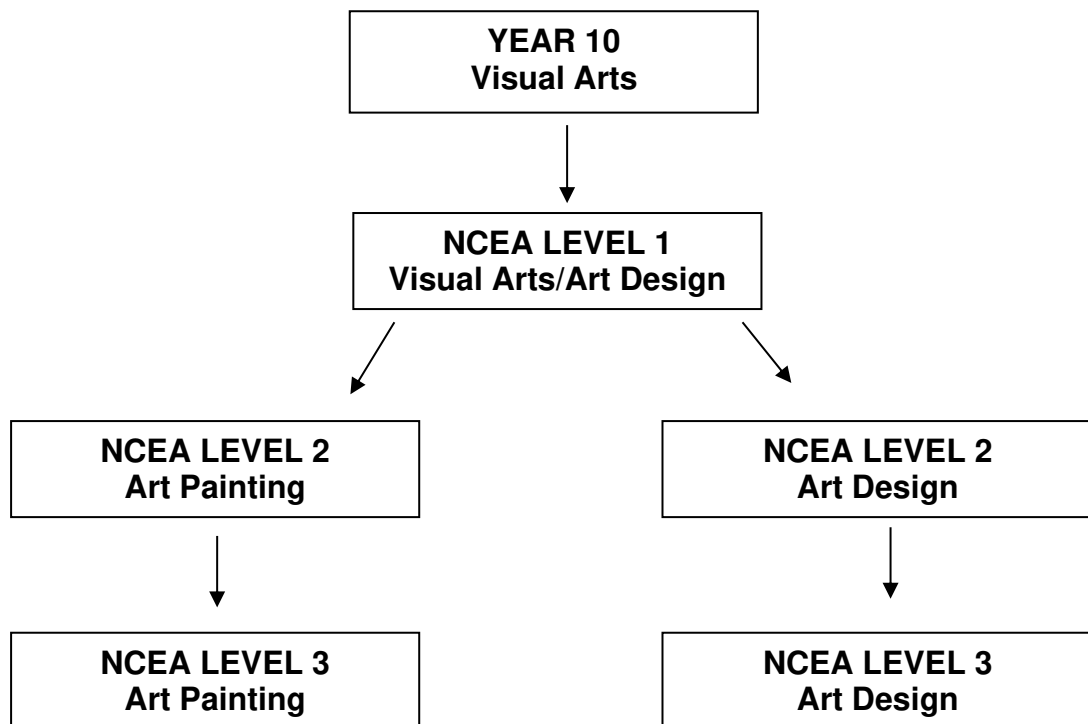 YEAR 10
Visual Arts
NCEA LEVEL 1
Visual Arts/Art Design
NCEA LEVEL 2
Art Painting
NCEA LEVEL 2
Art Design
NCEA LEVEL 3
Art Painting
NCEA LEVEL 3
Art Design